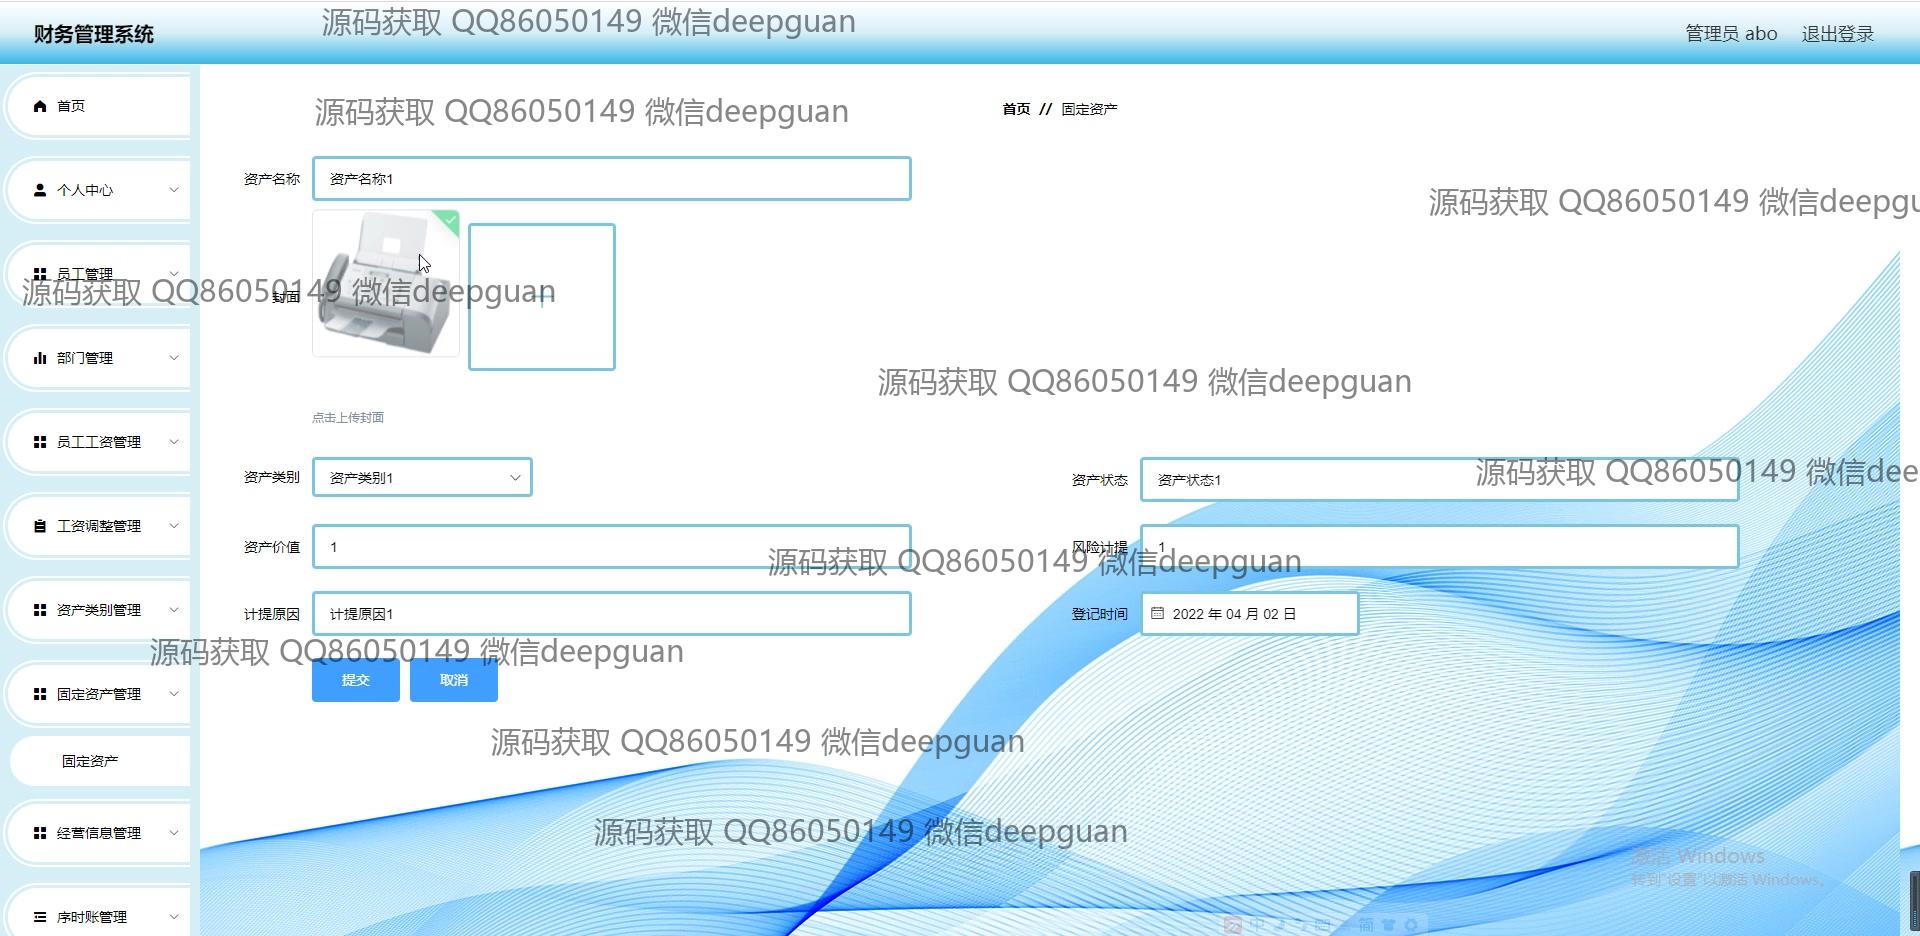 财务管理系统
源码获取 QQ86050149 微信deepguan
管理员 abo
退出登录
首页
源码获取 QQ86050149 微信deepguan
首页 // 固定资产
个人中心
资产名称
资产名称1
源码获取 QQ86050149 微信deepgu
员工管理
源码获取 QQ86050149 微信deepguan
封面
部门管理
源码获取 QQ86050149 微信deepguan
点击上传封面
员工工资管理
资产类别
资产类别1
资产状态
资产状态1
源码获取 QQ86050149 微信dee
工资调整管理
资产价值
1
风险计提
1
源码获取 QQ86050149 微信deepguan
资产类别管理
计提原因
计提原因1
登记时间
2022 年 04 月 02 日
源码获取 QQ86050149 微信deepguan
固定资产管理
提交
取消
源码获取 QQ86050149 微信deepguan
固定资产
经营信息管理
源码获取 QQ86050149 微信deepguan
激活 Windows
转到"设置"以激活 Windows。
序时账管理
中
简